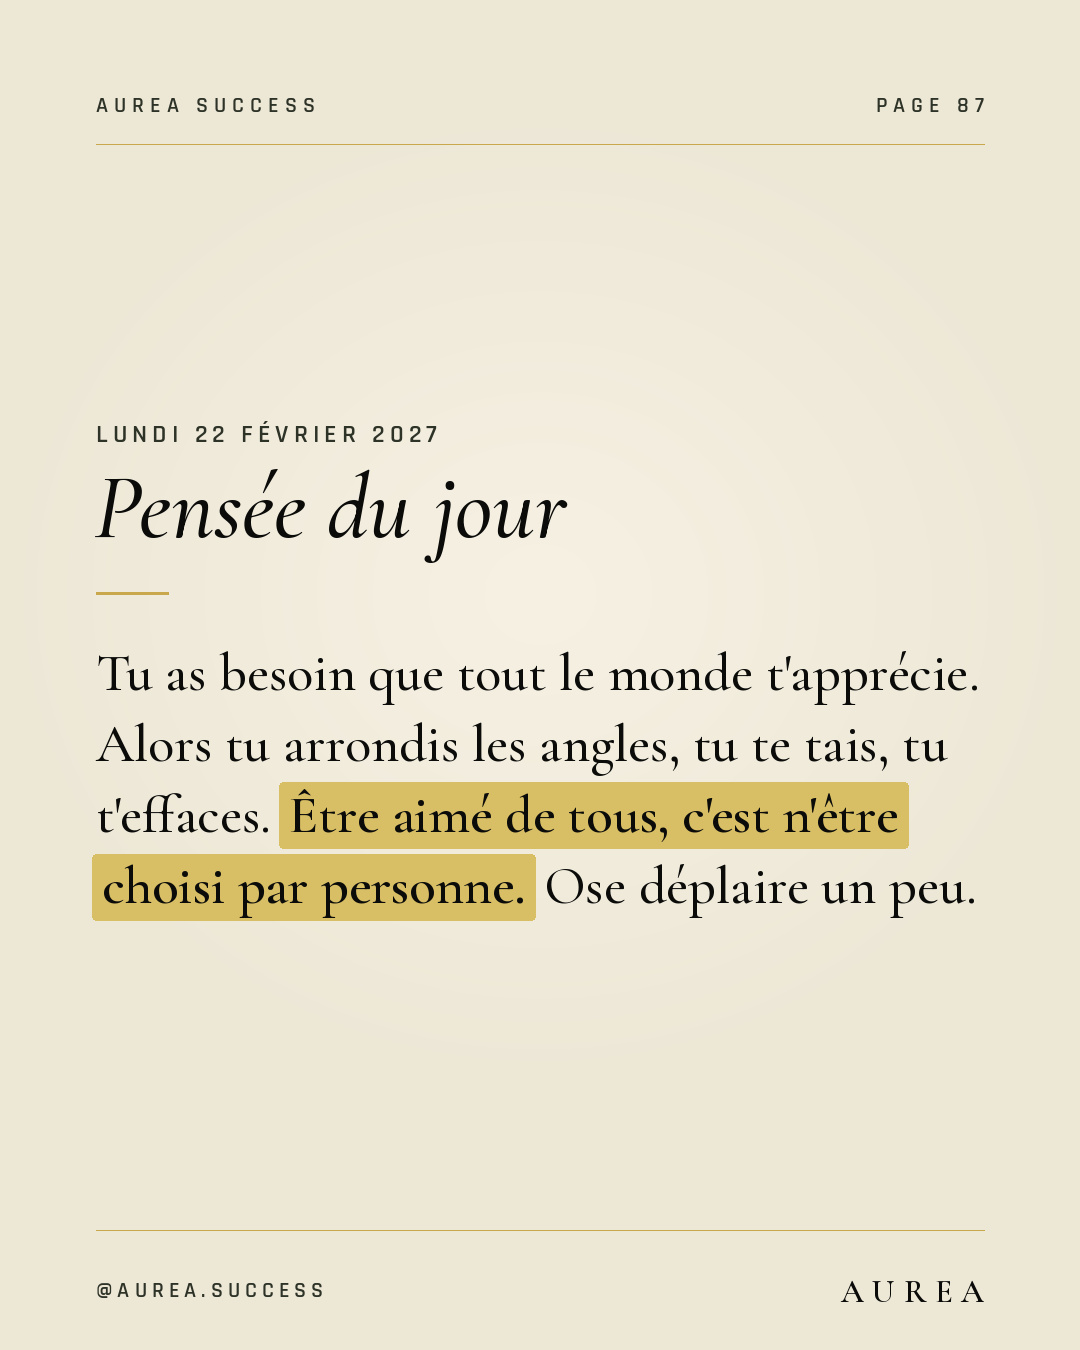 AUREA SUCCESS
PAGE 87
LUNDI 22 FÉVRIER 2027
Pensée du jour
Tu as besoin que tout le monde t'apprécie.
Alors tu arrondis les angles, tu te tais, tu
t'effaces. Être aimé de tous, c'est n'être
choisi par personne. Ose déplaire un peu.
@AUREA.SUCCESS
AUREA